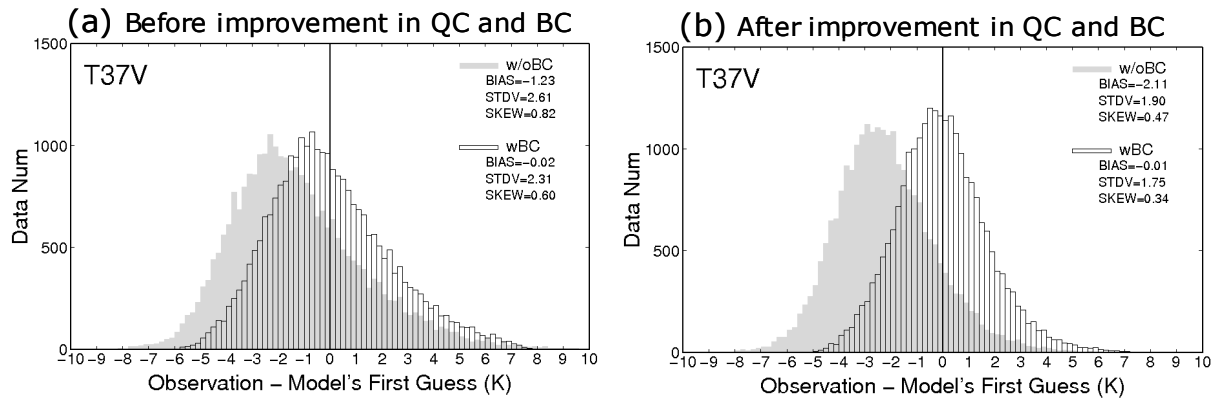 (a) Before improvement in QC and BC
1500
1000
500
0
Data Num
T37V
w/oBC
BIAS=−1.23
STDV=2.61
SKEW=0.82
wBC
BIAS=−0.02
STDV=2.31
SKEW=0.60
−10 −9 −8 −7 −6 −5 −4 −3 −2 −1 0 1 2 3 4 5 6 7 8 9 10
Observation − Model's First Guess (K)
(b) After improvement in QC and BC
1500
1000
500
0
Data Num
T37V
w/oBC
BIAS=−2.11
STDV=1.90
SKEW=0.47
wBC
BIAS=−0.01
STDV=1.75
SKEW=0.34
−10 −9 −8 −7 −6 −5 −4 −3 −2 −1 0 1 2 3 4 5 6 7 8 9 10
Observation − Model's First Guess (K)